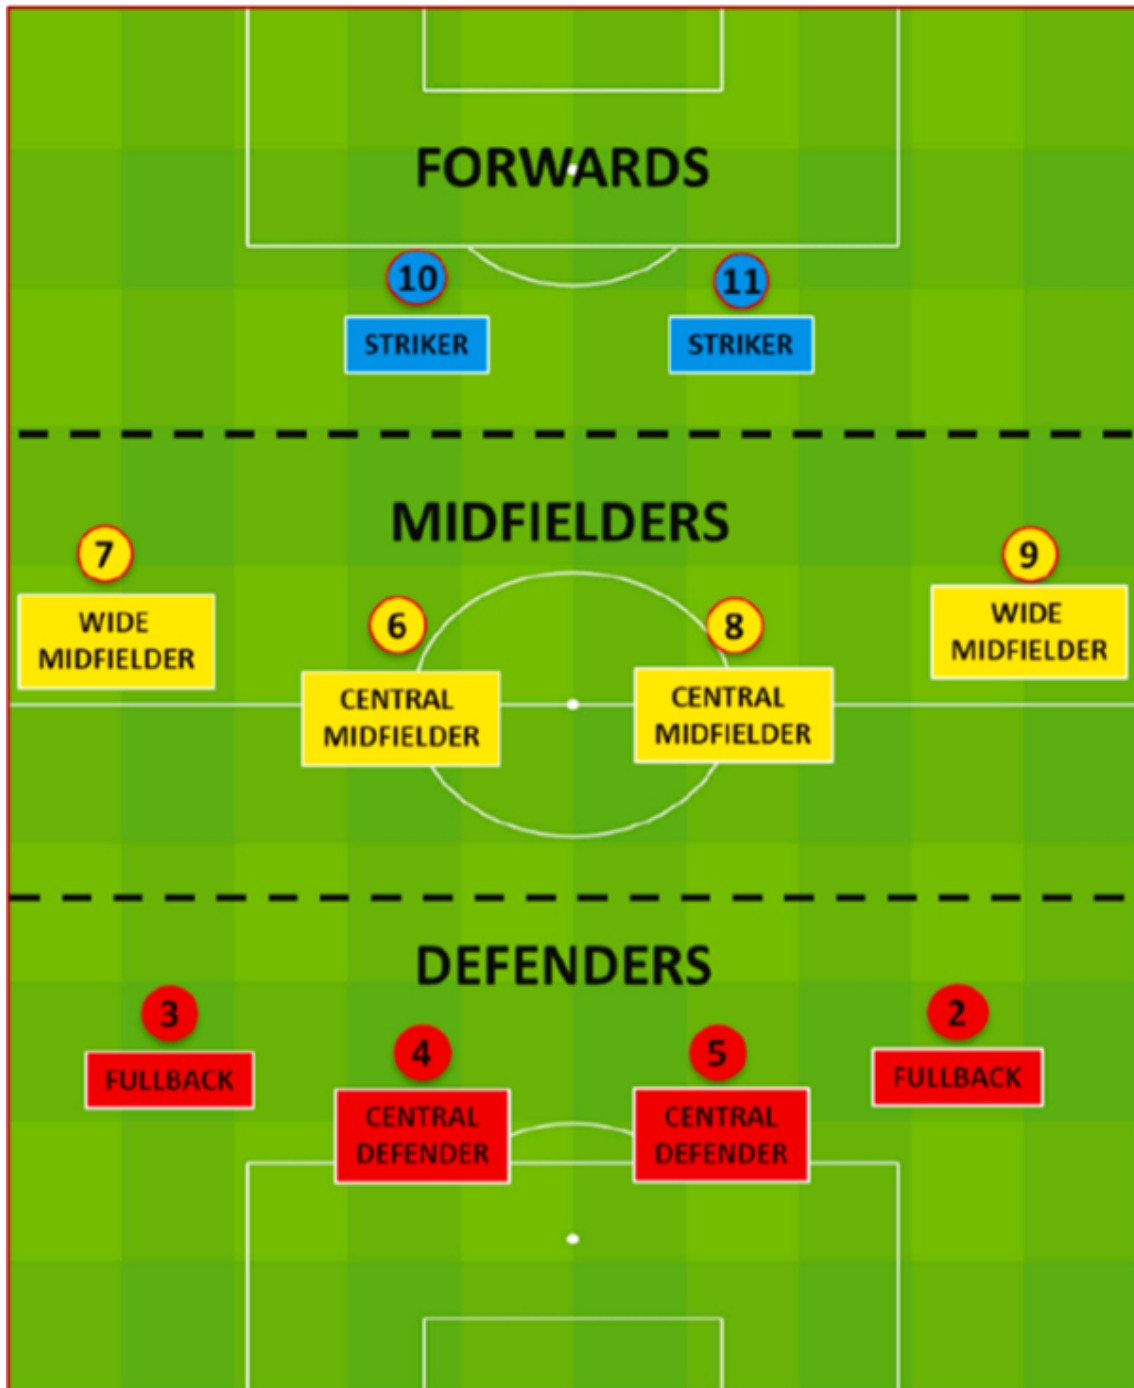 FORWARDS
10
11
STRIKER
STRIKER
MIDFIELDERS
7
9
WIDE
MIDFIELDER
6
8
WIDE
MIDFIELDER
CENTRAL
MIDFIELDER
CENTRAL
MIDFIELDER
DEFENDERS
3
2
FULLBACK
4
5
FULLBACK
CENTRAL
DEFENDER
CENTRAL
DEFENDER